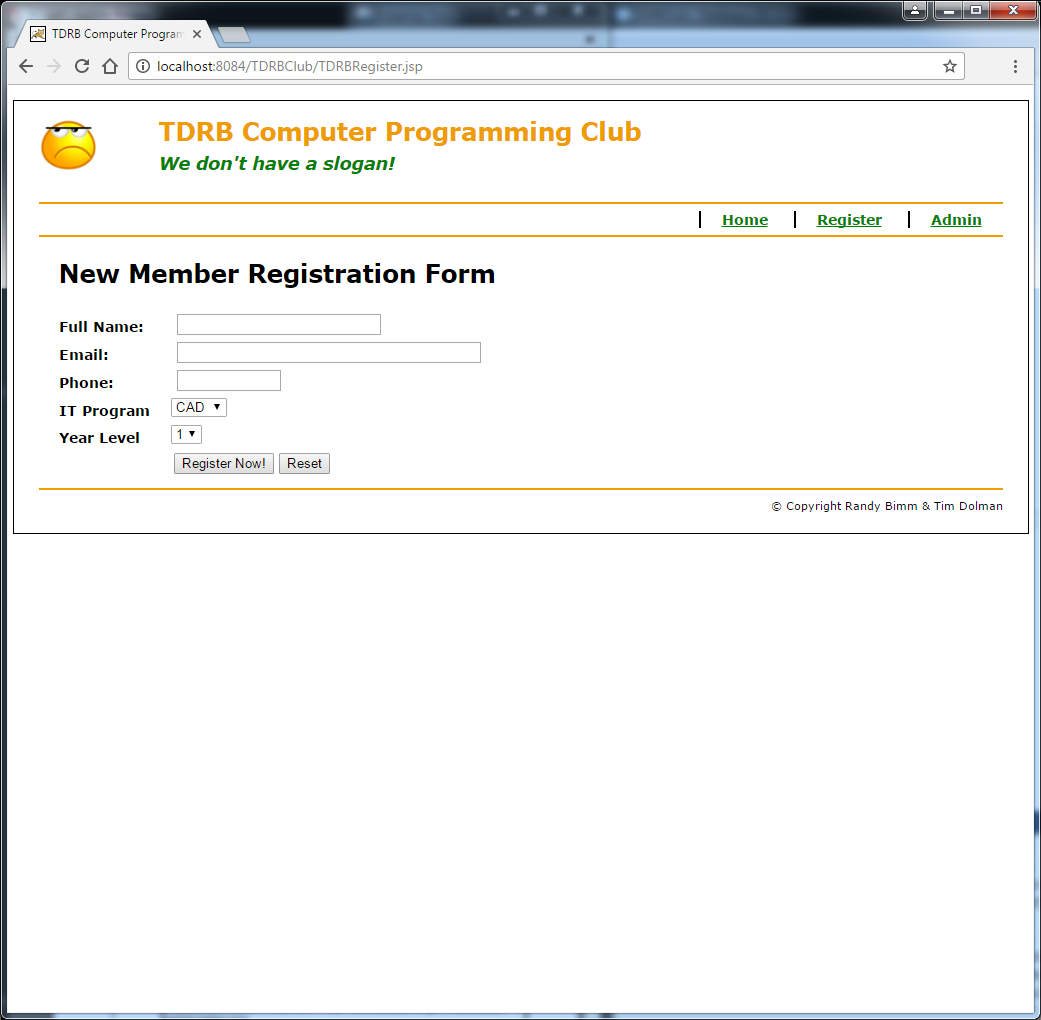 TDRB Computer Program
localhost:8084/TDRBClub/TDRBRegister.jsp
TDRB Computer Programming Club
We don't have a slogan!
Home Register Admin
New Member Registration Form
Full Name:
Email:
Phone:
IT Program CAD
Year Level 1
Register Now! Reset
© Copyright Randy Bimm & Tim Dolman